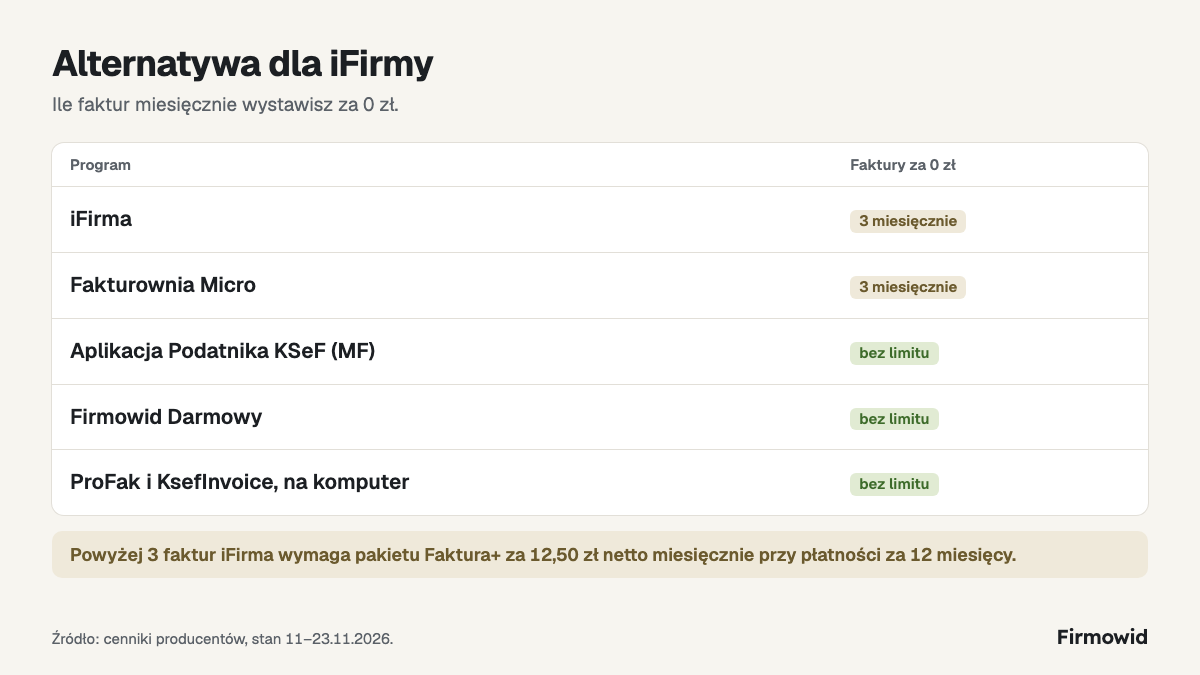 Alternatywa dla iFirmy
Ile faktur miesięcznie wystawisz za 0 zł.
Program Faktury za 0 zł
iFirma 3 miesięcznie
Fakturownia Micro 3 miesięcznie
Aplikacja Podatnika KSeF (MF) bez limitu
Firmowid Darmowy bez limitu
ProFak i KsefInvoice, na komputer bez limitu
Powyżej 3 faktur iFirma wymaga pakietu Faktura+ za 12,50 zł netto miesięcznie przy płatności za 12 miesięcy.
Źródło: cenniki producentów, stan 11–23.11.2026. Firmowid